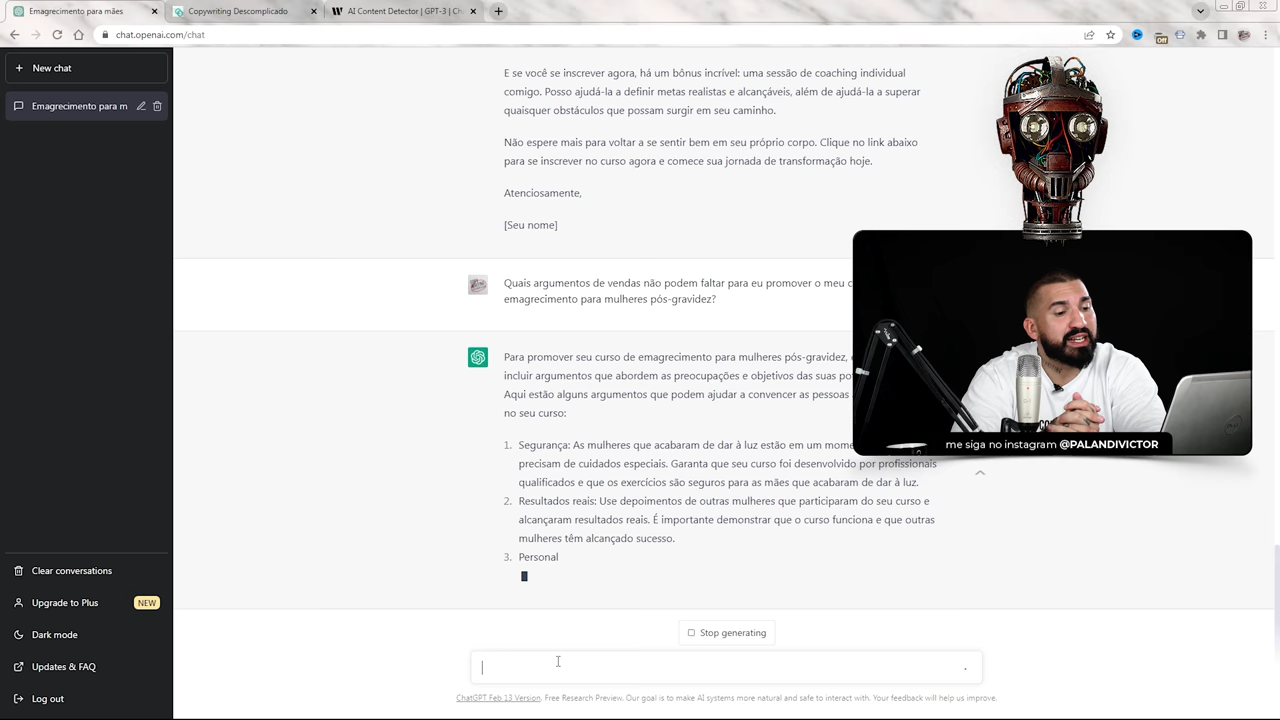 Emagrecimento para mães
Copywriting Descomplicado
AI Content Detector | GPT-3 | Ch
chat.openai.com/chat
Off
New chat
Emagrecimento para m
E se você se inscrever agora, há um bônus incrível: uma sessão de coaching individual
comigo. Posso ajudá-la a definir metas realistas e alcançáveis, além de ajudá-la a superar
quaisquer obstáculos que possam surgir em seu caminho.
Não espere mais para voltar a se sentir bem em seu próprio corpo. Clique no link abaixo
para se inscrever no curso agora e comece sua jornada de transformação hoje.
Atenciosamente,
[Seu nome]
Quais argumentos de vendas não podem faltar para eu promover o meu c
emagrecimento para mulheres pós-gravidez?
Para promover seu curso de emagrecimento para mulheres pós-gravidez,
incluir argumentos que abordem as preocupações e objetivos das suas po
Aqui estão alguns argumentos que podem ajudar a convencer as pessoas
no seu curso:
1. Segurança: As mulheres que acabaram de dar à luz estão em um mome
precisam de cuidados especiais. Garanta que seu curso foi desenvolvido por profissionais
qualificados e que os exercícios são seguros para as mães que acabaram de dar à luz.
2. Resultados reais: Use depoimentos de outras mulheres que participaram do seu curso e
alcançaram resultados reais. É importante demonstrar que o curso funciona e que outras
mulheres têm alcançado sucesso.
3. Personal
me siga no instagram @PALANDIVICTOR
Clear conversations
Upgrade to Plus NEW
Dark mode
Updates & FAQ
Log out
Stop generating
ChatGPT Feb 13 Version. Free Research Preview. Our goal is to make AI systems more natural and safe to interact with. Your feedback will help us improve.